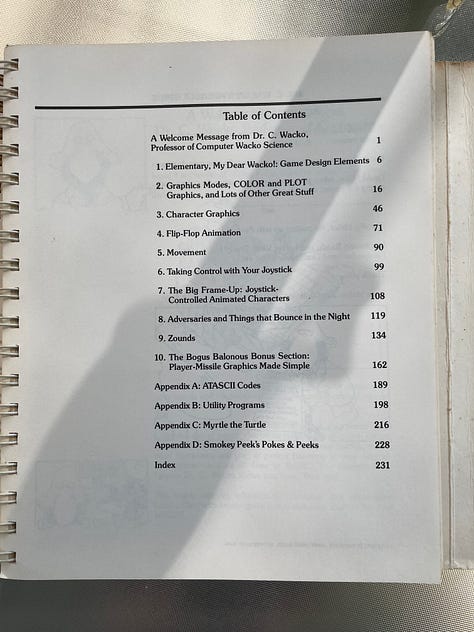 Table of Contents
A Welcome Message from Dr. C. Wacko,
Professor of Computer Wacko Science 1
1. Elementary, My Dear Wacko!: Game Design Elements 6
2. Graphics Modes, COLOR and PLOT
Graphics, and Lots of Other Great Stuff 16
3. Character Graphics 46
4. Flip-Flop Animation 71
5. Movement 90
6. Taking Control with Your Joystick 99
7. The Big Frame-Up: Joystick-
Controlled Animated Characters 108
8. Adversaries and Things that Bounce in the Night 119
9. Zounds 134
10. The Bogus Balonous Bonus Section:
Player-Missile Graphics Made Simple 162
Appendix A: ATASCII Codes 189
Appendix B: Utility Programs 198
Appendix C: Myrtle the Turtle 216
Appendix D: Smokey Peek's Pokes & Peeks 228
Index 231